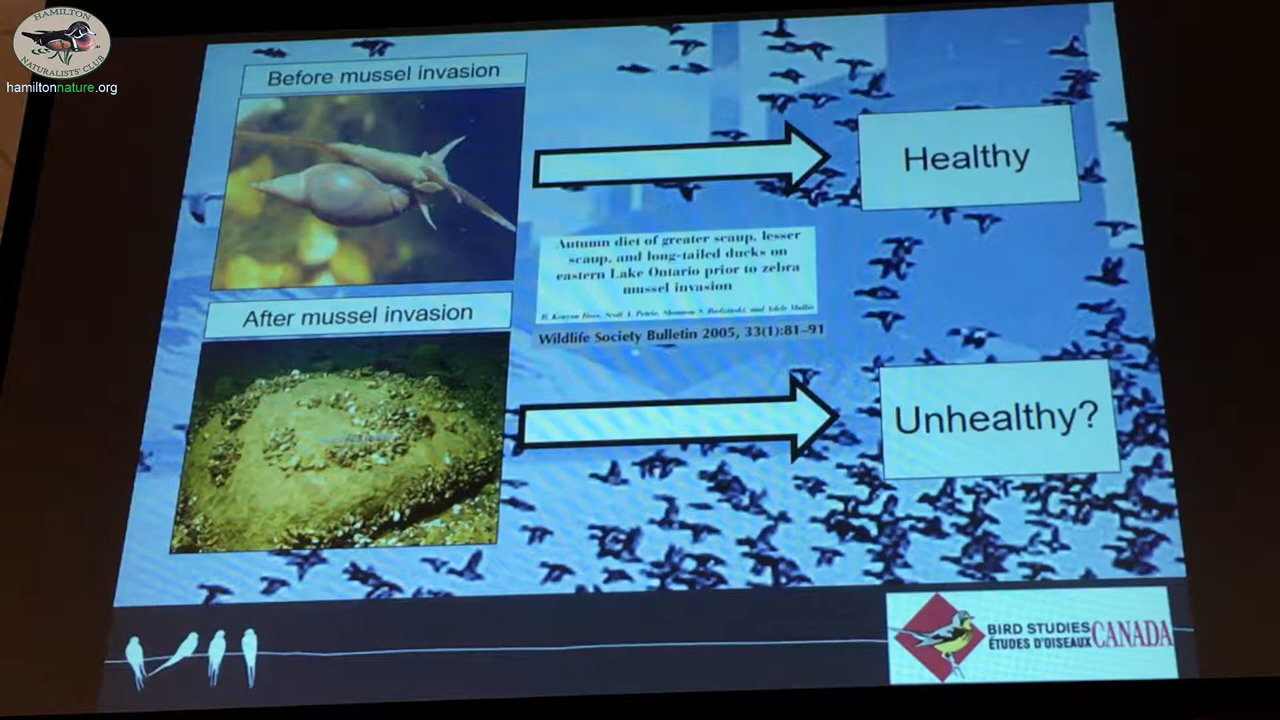 HAMILTON
NATURALISTS' CLUB
hamiltonnature.org
Before mussel invasion
Healthy
Autumn diet of greater scaup, lesser
scaup, and long-tailed ducks on
eastern Lake Ontario prior to zebra
mussel invasion
Wildlife Society Bulletin 2005, 33(1):81–91
After mussel invasion
Unhealthy?
BIRD STUDIES
ÉTUDES D'OISEAUX
CANADA